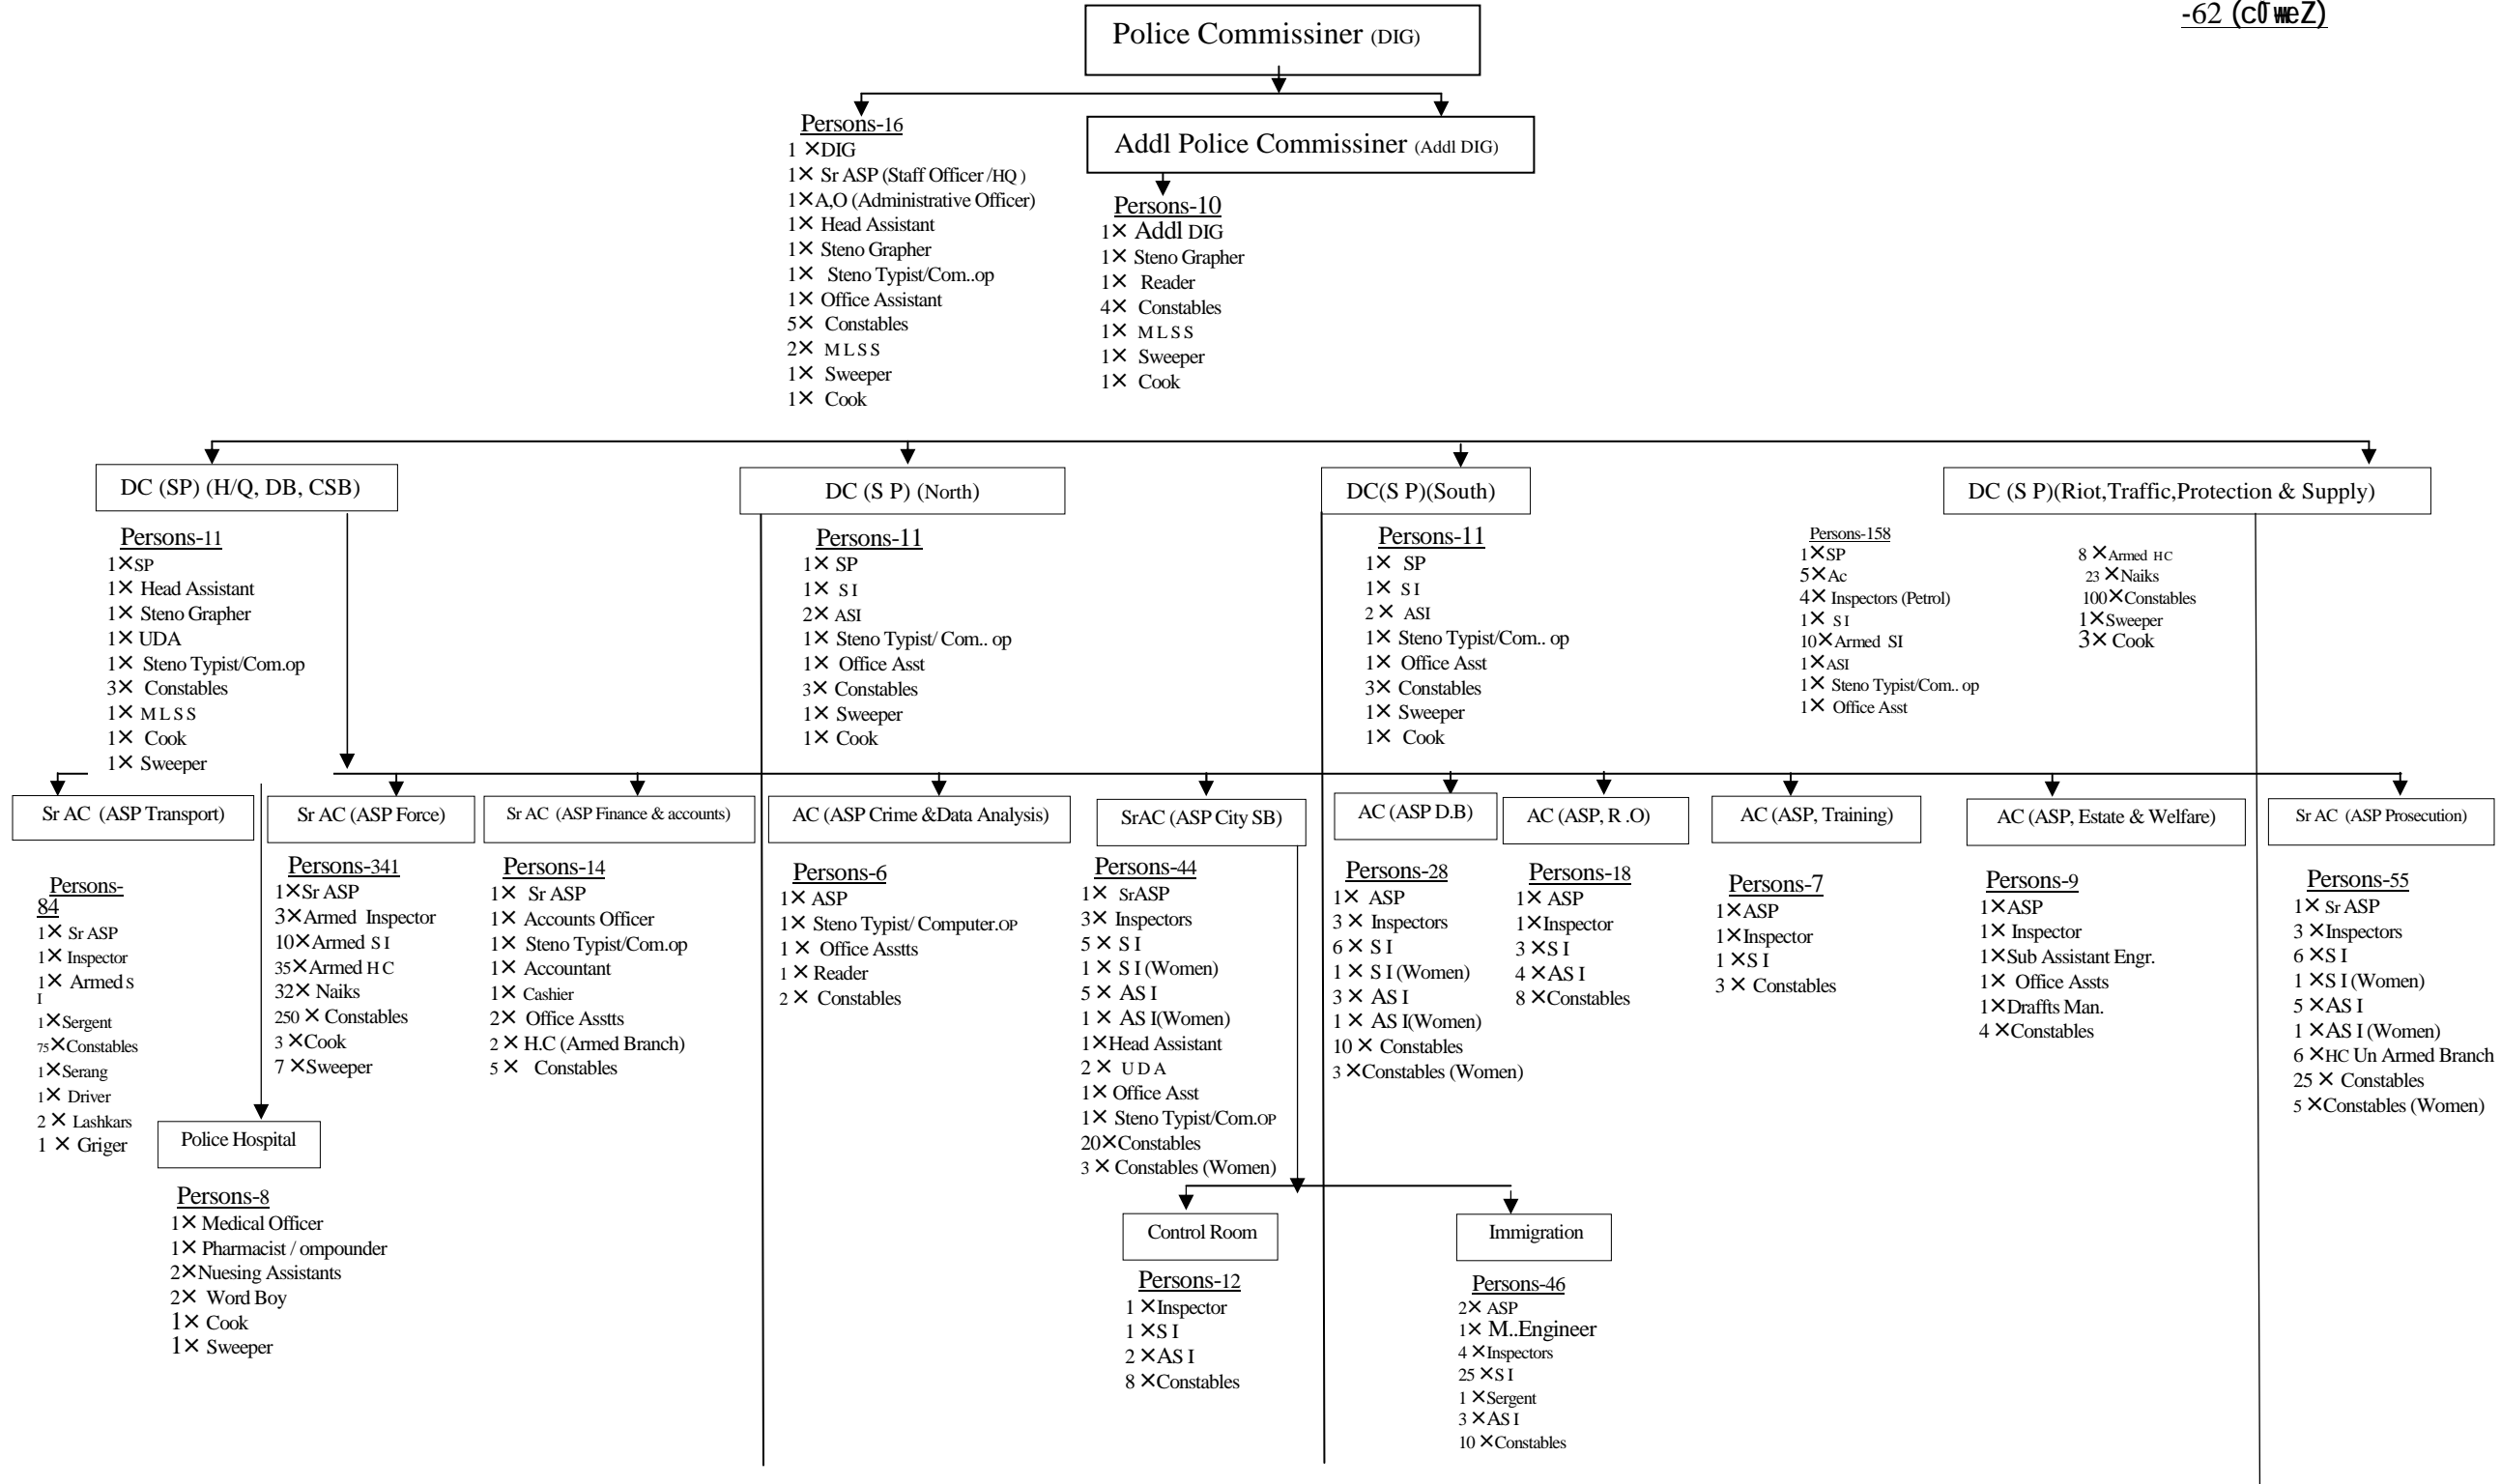 -62 (cÖ¯ÍvweZ)
Police Commissiner (DIG)
Persons-16
1 ×DIG
1× Sr ASP (Staff Officer /HQ )
1×A,O (Administrative Officer)
1× Head Assistant
1× Steno Grapher
1× Steno Typist/Com..op
1× Office Assistant
5× Constables
2× M L S S
1× Sweeper
1× Cook
Addl Police Commissiner (Addl DIG)
Persons-10
1× Addl DIG
1× Steno Grapher
1× Reader
4× Constables
1× M L S S
1× Sweeper
1× Cook
DC (SP) (H/Q, DB, CSB)
Persons-11
1×SP
1× Head Assistant
1× Steno Grapher
1× UDA
1× Steno Typist/Com.op
3× Constables
1× M L S S
1× Cook
1× Sweeper
DC (S P) (North)
Persons-11
1× SP
1× S I
2× ASI
1× Steno Typist/ Com.. op
1× Office Asst
3× Constables
1× Sweeper
1× Cook
DC(S P)(South)
Persons-11
1× SP
1× S I
2 × ASI
1× Steno Typist/Com.. op
1× Office Asst
3× Constables
1× Sweeper
1× Cook
DC (S P)(Riot,Traffic,Protection & Supply)
Persons-158
1×SP
5×Ac
4× Inspectors (Petrol)
1× S I
10×Armed SI
1×ASI
1× Steno Typist/Com.. op
1× Office Asst
8 ×Armed HC
23 ×Naiks
100×Constables
1×Sweeper
3× Cook
Sr AC (ASP Transport)
Persons-
84
1× Sr ASP
1× Inspector
1× Armed S
I
1×Sergent
75×Constables
1×Serang
1× Driver
2 × Lashkars
1 × Griger
Police Hospital
Persons-8
1× Medical Officer
1× Pharmacist / ompounder
2×Nuesing Assistants
2× Word Boy
1× Cook
1× Sweeper
Sr AC (ASP Force)
Persons-341
1×Sr ASP
3×Armed Inspector
10×Armed S I
35×Armed H C
32× Naiks
250 × Constables
3 ×Cook
7 ×Sweeper
Sr AC (ASP Finance & accounts)
Persons-14
1× Sr ASP
1× Accounts Officer
1× Steno Typist/Com.op
1× Accountant
1× Cashier
2× Office Asstts
2 × H.C (Armed Branch)
5 × Constables
AC (ASP Crime &Data Analysis)
Persons-6
1× ASP
1× Steno Typist/ Computer.OP
1 × Office Asstts
1 × Reader
2 × Constables
SrAC (ASP City SB)
Persons-44
1× SrASP
3× Inspectors
5 × S I
1 × S I (Women)
5 × AS I
1 × AS I(Women)
1×Head Assistant
2 × U D A
1× Office Asst
1× Steno Typist/Com.OP
20×Constables
3 × Constables (Women)
Control Room
Persons-12
1 ×Inspector
1 ×S I
2 ×AS I
8 ×Constables
Immigration
Persons-46
2× ASP
1× M..Engineer
4 ×Inspectors
25 ×S I
1 ×Sergent
3 ×AS I
10 ×Constables
AC (ASP D.B)
Persons-28
1× ASP
3 × Inspectors
6 × S I
1 × S I (Women)
3 × AS I
1 × AS I(Women)
10 × Constables
3 ×Constables (Women)
AC (ASP, R .O)
Persons-18
1× ASP
1×Inspector
3 ×S I
4 ×AS I
8 ×Constables
AC (ASP, Training)
Persons-7
1×ASP
1×Inspector
1 ×S I
3 × Constables
AC (ASP, Estate & Welfare)
Persons-9
1×ASP
1× Inspector
1×Sub Assistant Engr.
1× Office Assts
1×Draffts Man.
4 ×Constables
Sr AC (ASP Prosecution)
Persons-55
1× Sr ASP
3 ×Inspectors
6 ×S I
1 ×S I (Women)
5 ×AS I
1 ×AS I (Women)
6 ×HC Un Armed Branch
25 × Constables
5 ×Constables (Women)